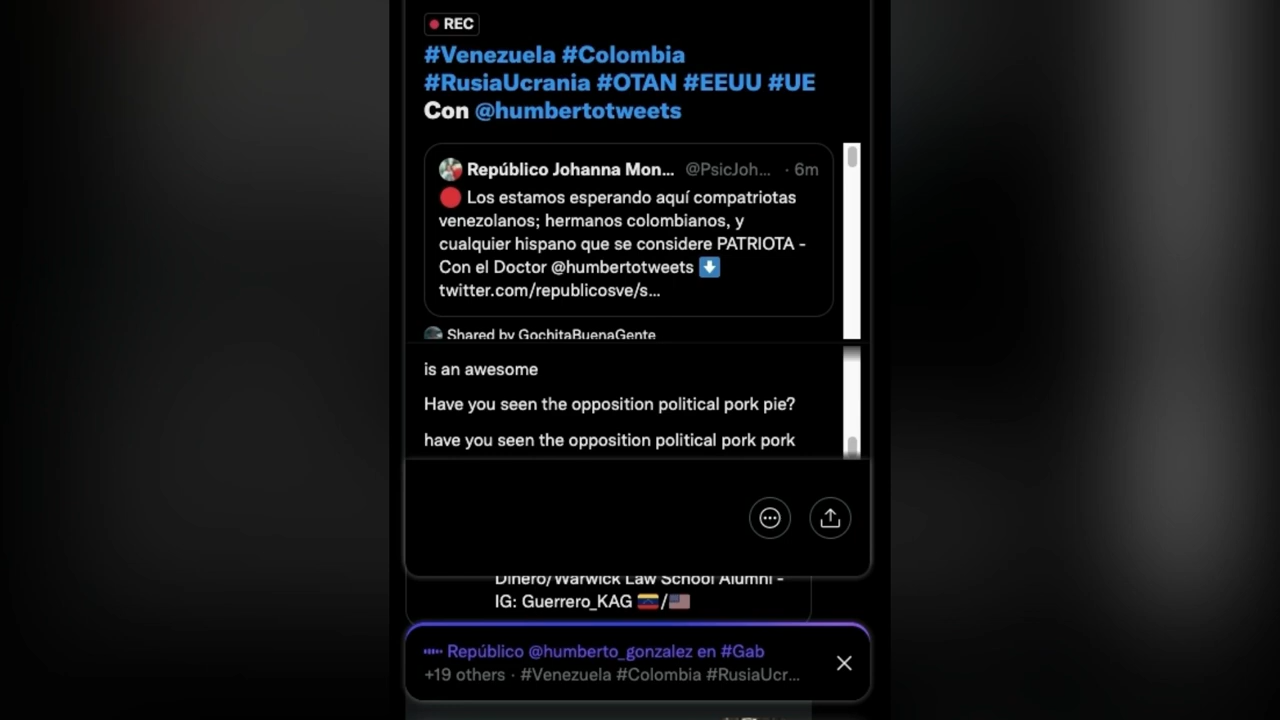 REC
#Venezuela #Colombia
#RusiaUcrania #OTAN #EEUU #UE
Con @humbertotweets
Repúblico Johanna Mon... @PsicJoh... · 6m
🔴 Los estamos esperando aquí compatriotas
venezolanos; hermanos colombianos, y
cualquier hispano que se considere PATRIOTA -
Con el Doctor @humbertotweets ⬇️
twitter.com/republicosve/s...
Shared by GochitaBuenaGente
is an awesome
Have you seen the opposition political pork pie?
have you seen the opposition political pork pork
Dinero/Warwick Law School Alumni -
IG: Guerrero_KAG 🇻🇪/🇺🇸
Repúblico @humberto_gonzalez en #Gab
+19 others · #Venezuela #Colombia #RusiaUcr...